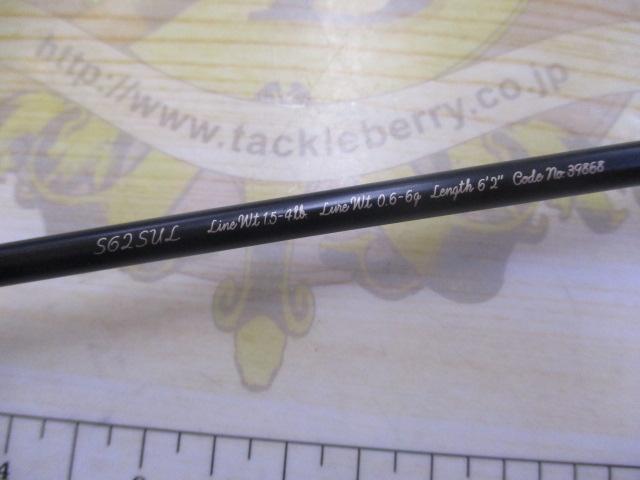 http://www.tackleberry.co.jp
S62SUL Line Wt 1.5-4lb. Lure Wt 0.6-6g Length 6'2" Code No.39868
4